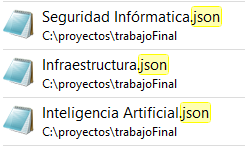 Seguridad Infórmatica.json
C:\proyectos\trabajoFinal
Infraestructura.json
C:\proyectos\trabajoFinal
Inteligencia Artificial.json
C:\proyectos\trabajoFinal